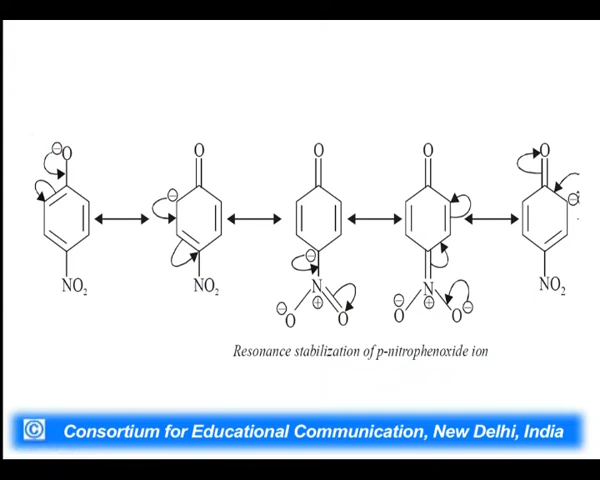 ⊖O O O O O
⊖ ⊖
NO2 NO2 ⊖ NO2
⊖ N⊕ ⊖ N⊕ ⊖
O O O O
Resonance stabilization of p-nitrophenoxide ion
© Consortium for Educational Communication, New Delhi, India